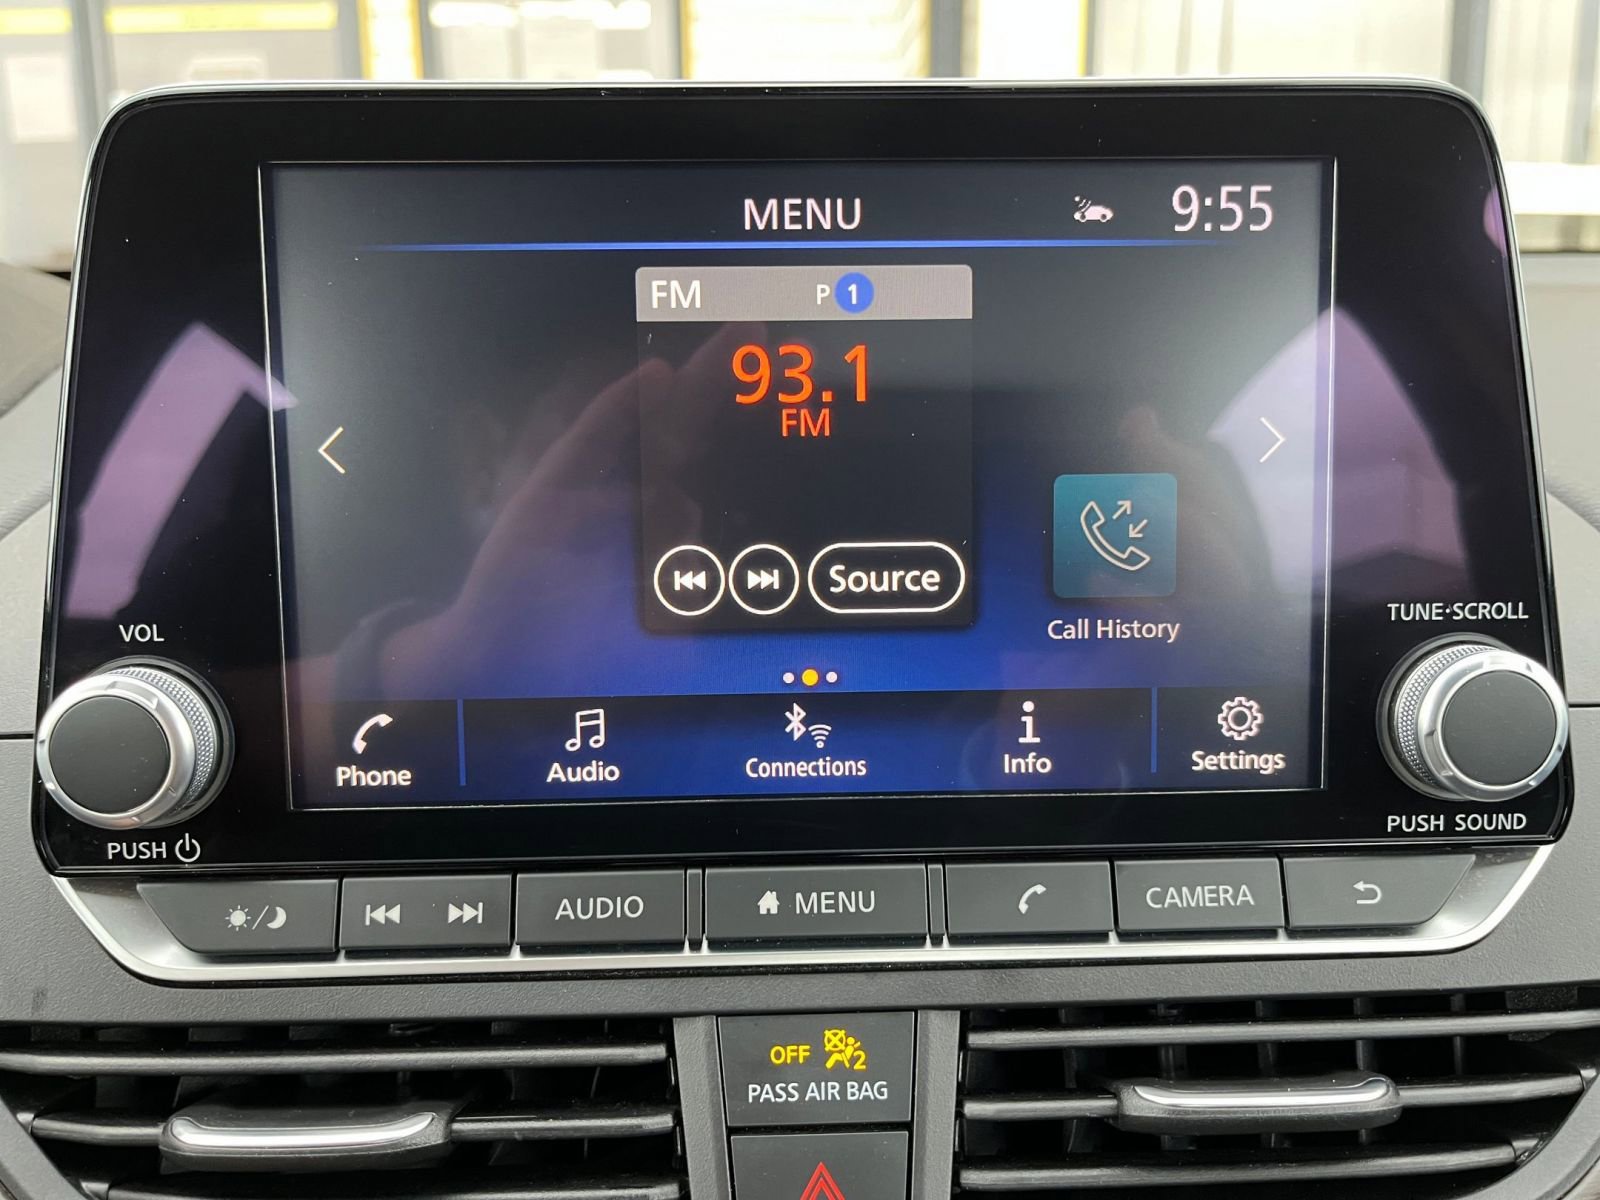 MENU
9:55
FM P 1
93.1
FM
Source
Call History
VOL
TUNE•SCROLL
Phone
Audio
Connections
Info
Settings
PUSH
PUSH SOUND
AUDIO
MENU
CAMERA
OFF 2
PASS AIR BAG